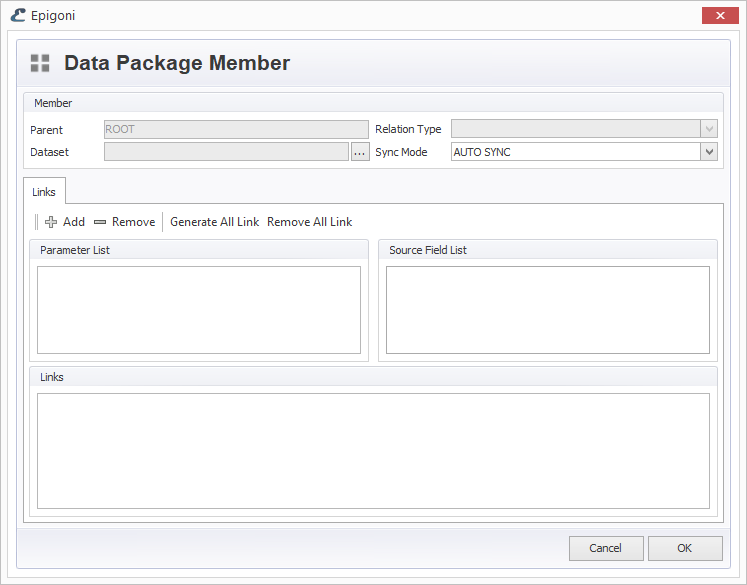 Epigoni
Data Package Member
Member
Parent ROOT Relation Type
Dataset ... Sync Mode AUTO SYNC
Links
Add Remove Generate All Link Remove All Link
Parameter List Source Field List
Links
Cancel OK